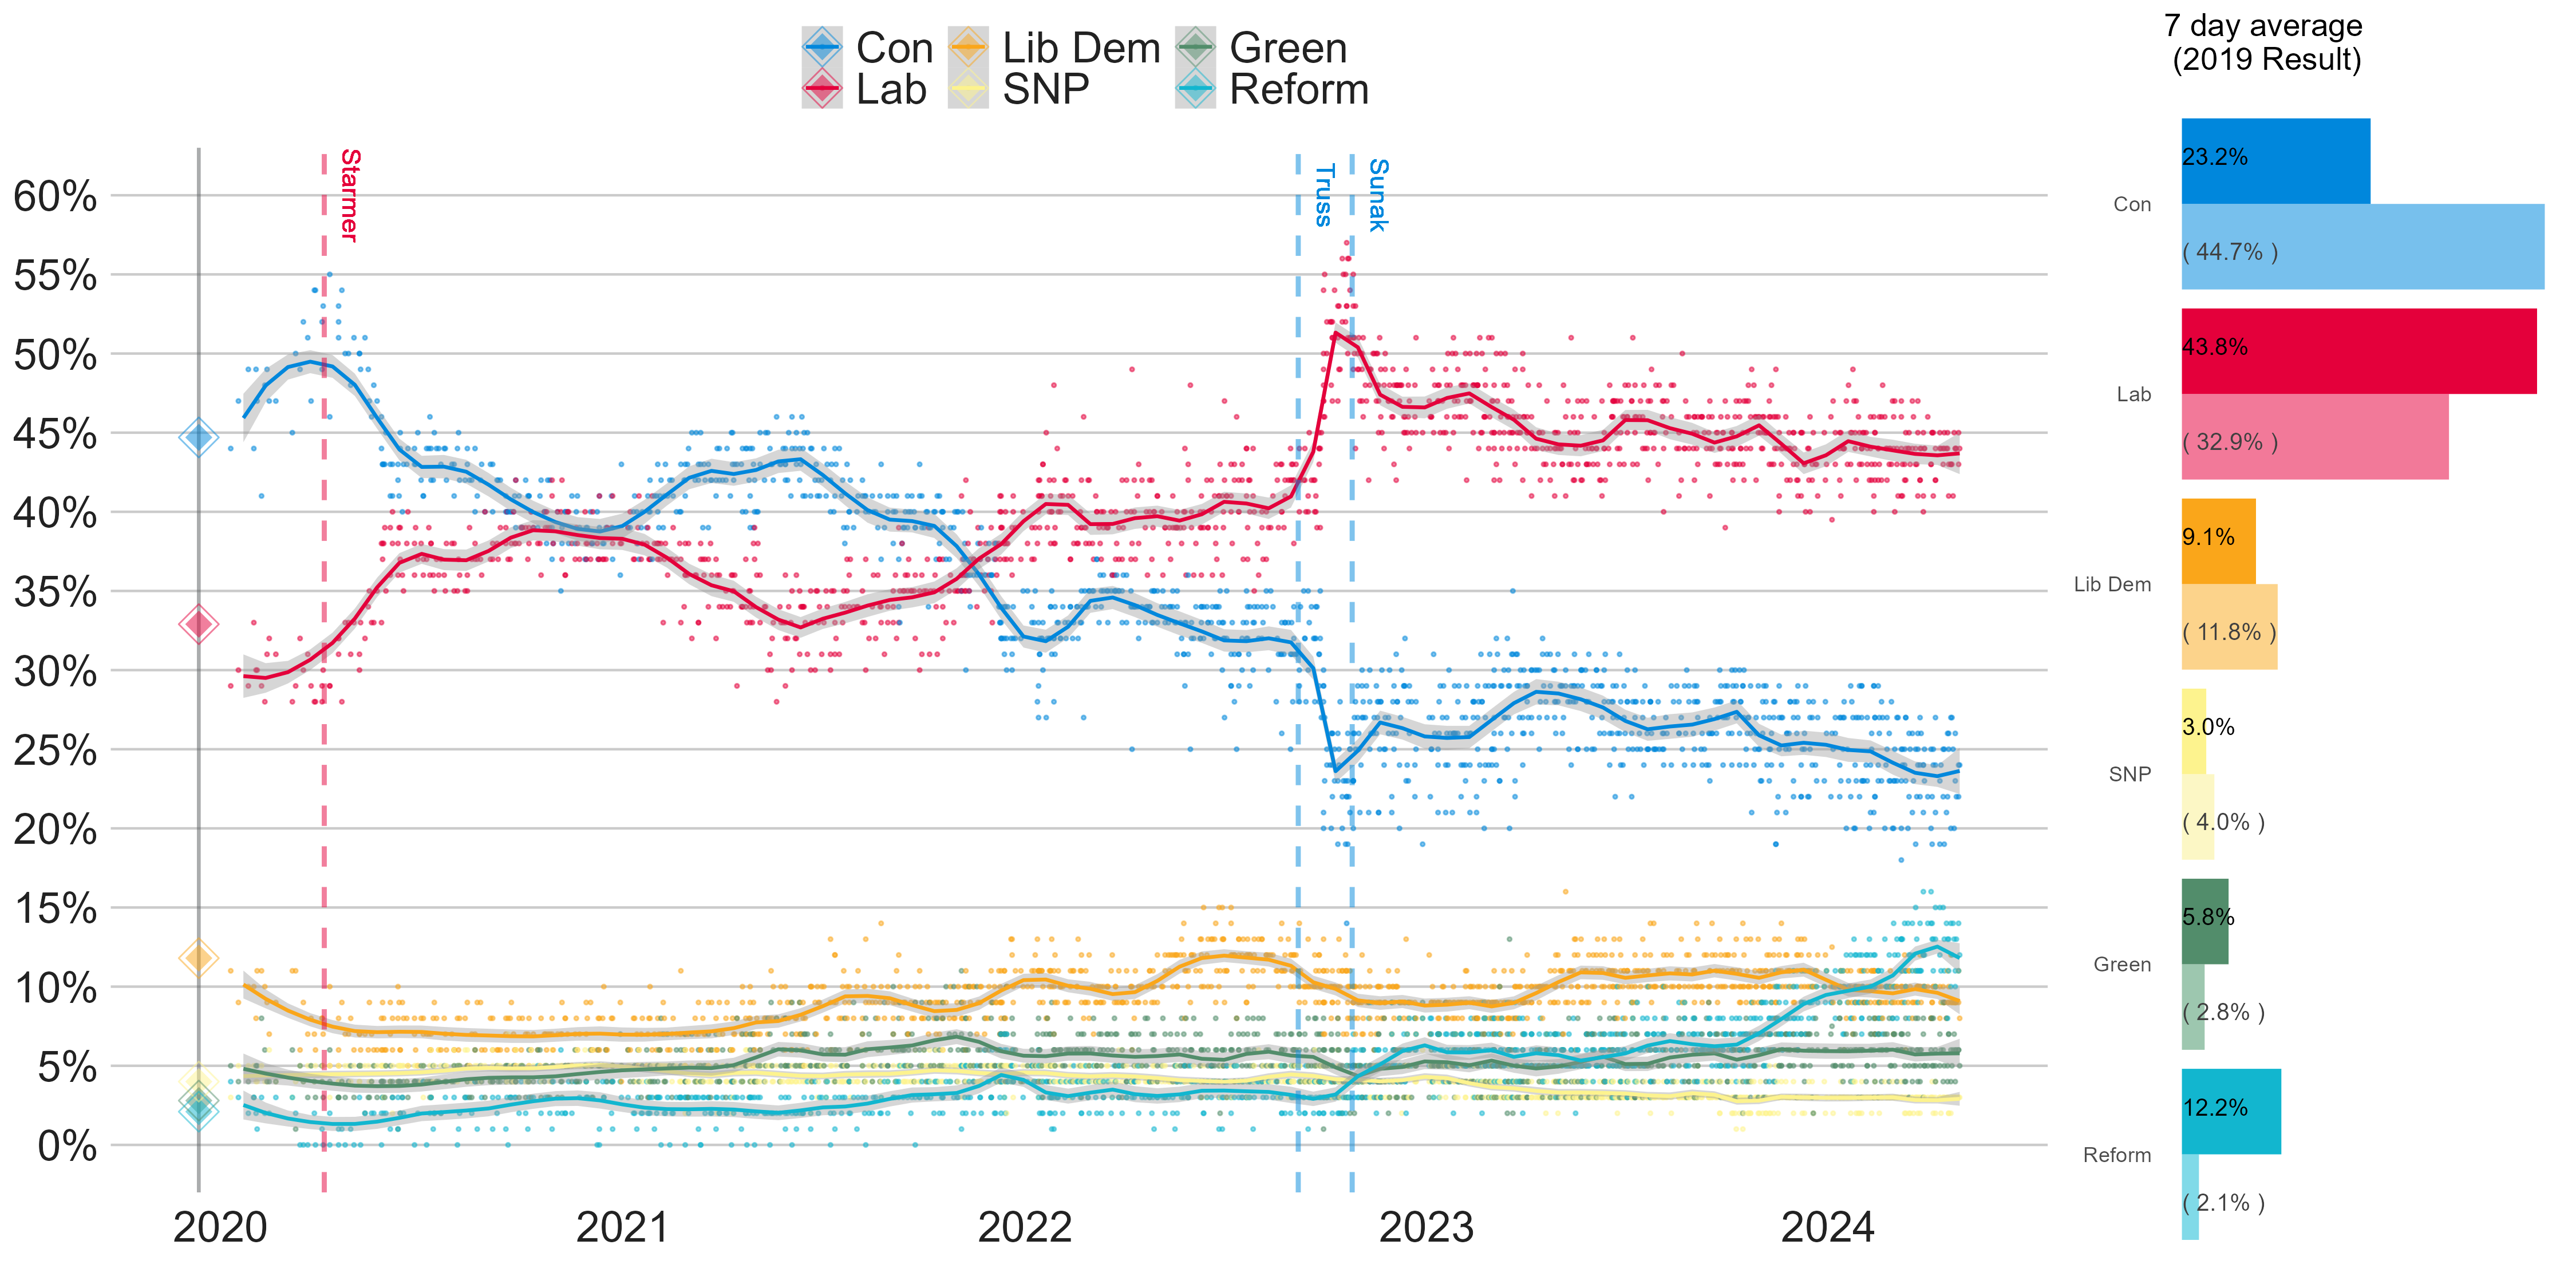 Con Lib Dem Green
Lab SNP Reform
7 day average
(2019 Result)
Starmer
Truss
Sunak
60%
55%
50%
45%
40%
35%
30%
25%
20%
15%
10%
5%
0%
2020 2021 2022 2023 2024
Con
23.2%
( 44.7% )
Lab
43.8%
( 32.9% )
Lib Dem
9.1%
( 11.8% )
SNP
3.0%
( 4.0% )
Green
5.8%
( 2.8% )
Reform
12.2%
( 2.1% )